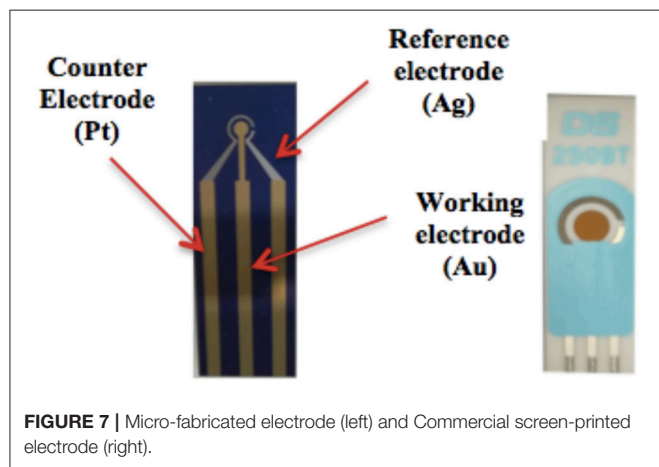 Counter
Electrode
(Pt)
Reference
electrode
(Ag)
Working
electrode
(Au)
DS
250BT
FIGURE 7 | Micro-fabricated electrode (left) and Commercial screen-printed
electrode (right).